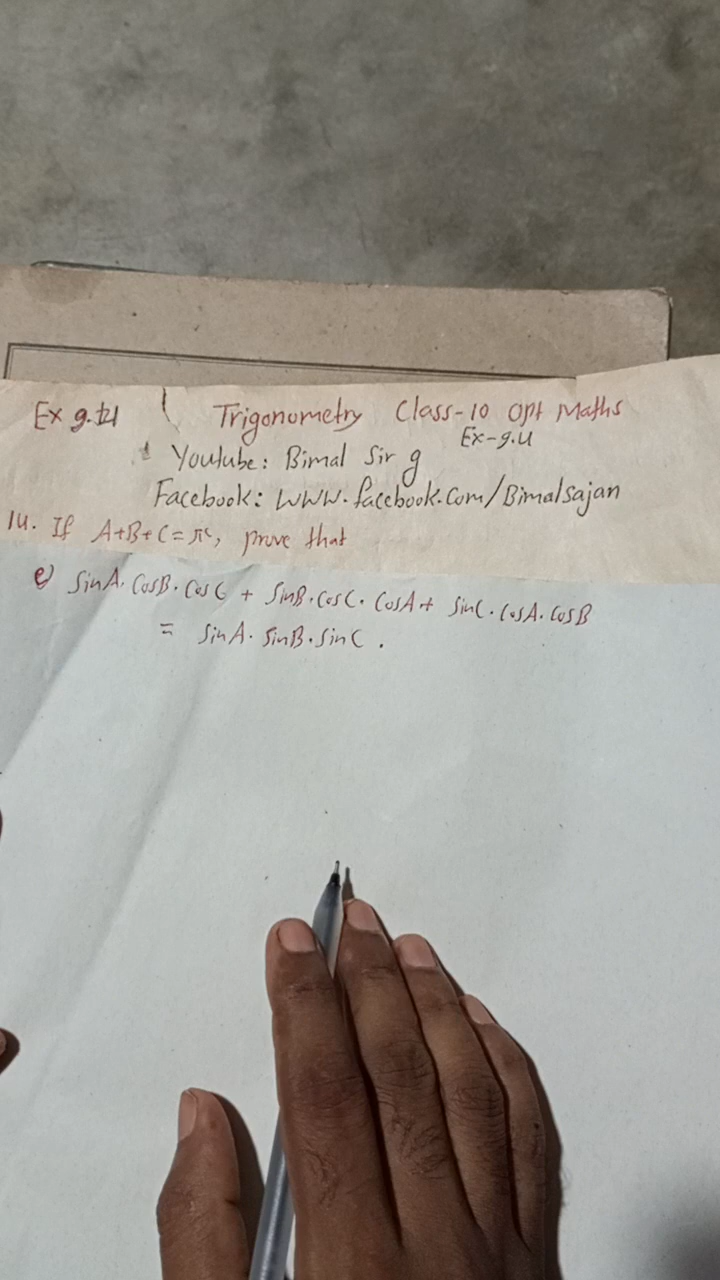 Ex 9.4 Trigonometry Class-10 Opt Maths
Ex-9.4
Youtube: Bimal Sir g
Facebook: www.facebook.com/Bimalsajan
14. If A+B+C=πᶜ, prove that
e) SinA. CosB. CosC + SinB. CosC. CosA + SinC. CosA. CosB
= SinA. SinB. SinC.